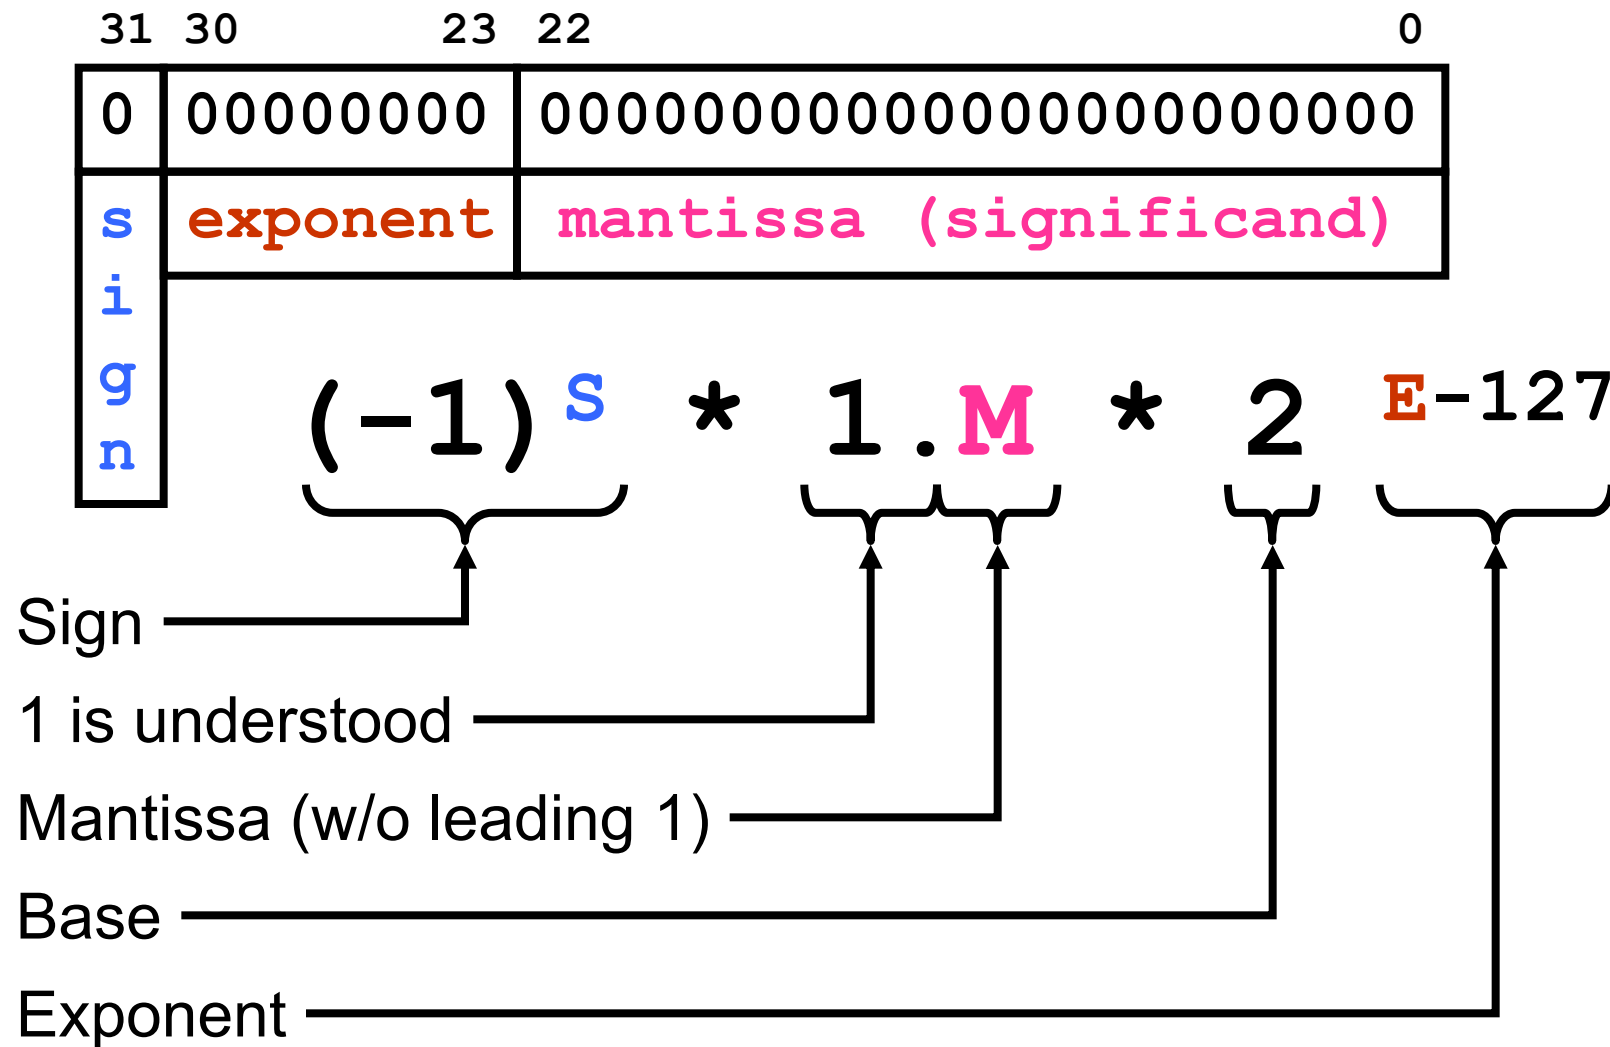 31 30 23 22 0
0 00000000 00000000000000000000000
sign exponent mantissa (significand)
(-1)S * 1.M * 2 E-127
Sign
1 is understood
Mantissa (w/o leading 1)
Base
Exponent